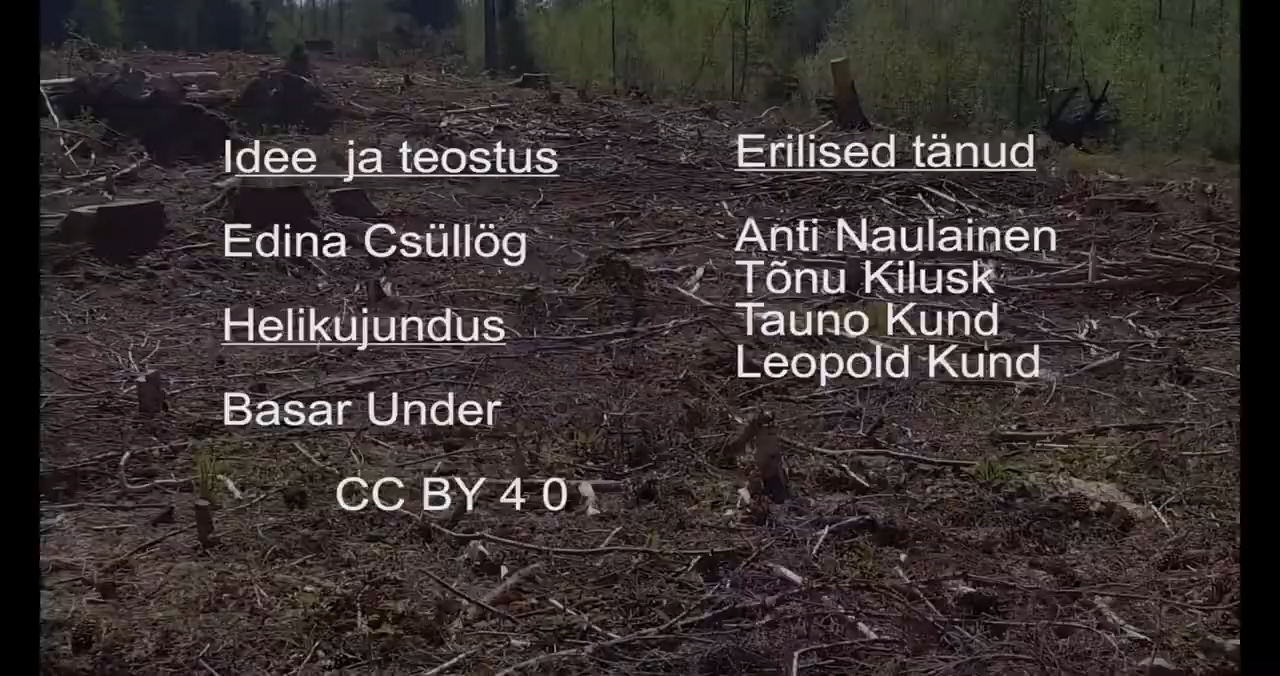 Idee ja teostus
Edina Csüllög
Helikujundus
Basar Under
CC BY 4 0
Erilised tänud
Anti Naulainen
Tõnu Kilusk
Tauno Kund
Leopold Kund